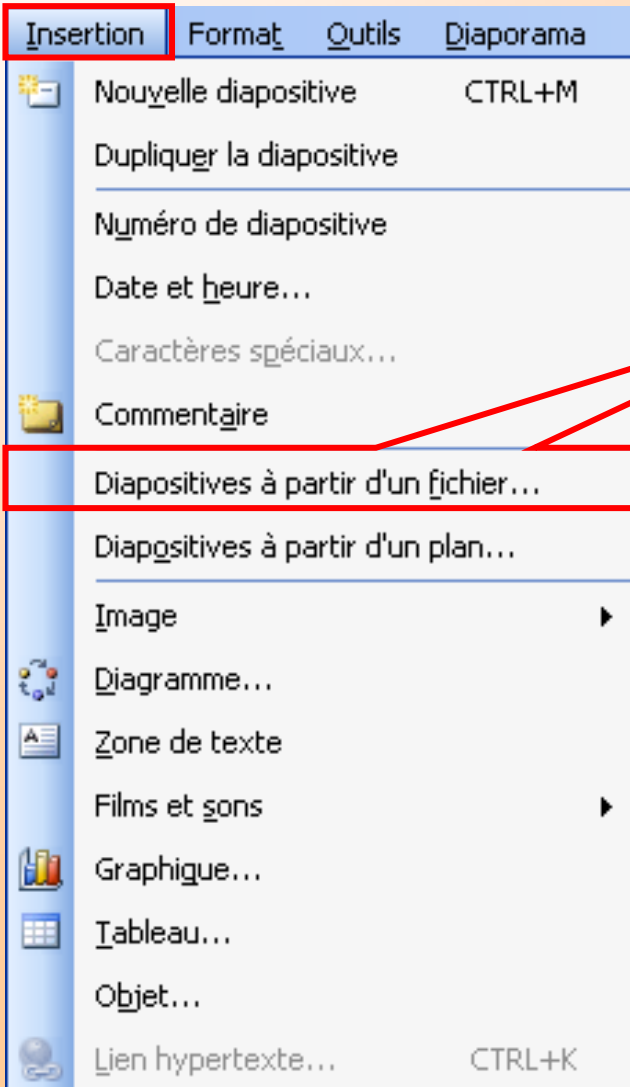 Insertion Format Outils Diaporama
Nouvelle diapositive CTRL+M
Dupliquer la diapositive
Numéro de diapositive
Date et heure...
Caractères spéciaux...
Commentaire
Diapositives à partir d'un fichier...
Diapositives à partir d'un plan...
Image
Diagramme...
Zone de texte
Films et sons
Graphique...
Tableau...
Objet...
Lien hypertexte... CTRL+K